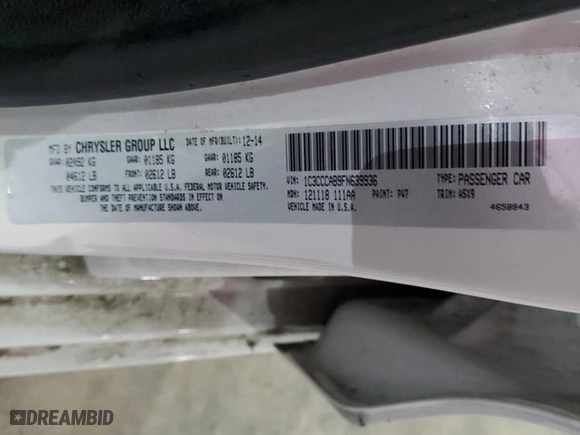 MFD BY CHRYSLER GROUP LLC DATE OF MFR(BUILT): 12-14
GVWR: 02092 KG GAWR: 01185 KG GAWR: 01185 KG
04612 LB FRONT: 02612 LB REAR: 02612 LB
THIS VEHICLE CONFORMS TO ALL APPLICABLE U.S.A. FEDERAL MOTOR VEHICLE SAFETY,
BUMPER AND THEFT PREVENTION STANDARDS IN EFFECT ON
THE DATE OF MANUFACTURE SHOWN ABOVE.
VIN: 1C3CCCAB9FN639936 TYPE: PASSENGER CAR
MDH: 121118 111AA PAINT: PW7 TRIM: A5X9
VEHICLE MADE IN U.S.A. 4658843
DREAMBID